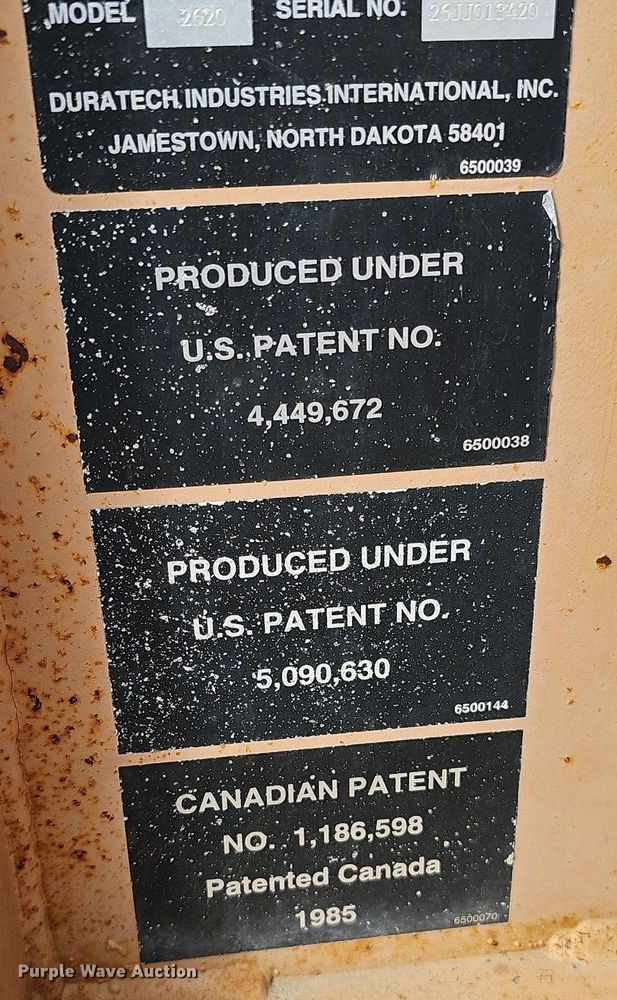 MODEL 2620 SERIAL NO. 26JJ013420
DURATECH INDUSTRIES INTERNATIONAL, INC.
JAMESTOWN, NORTH DAKOTA 58401
6500039
PRODUCED UNDER
U.S. PATENT NO.
4,449,672
6500038
PRODUCED UNDER
U.S. PATENT NO.
5,090,630
6500144
CANADIAN PATENT
NO. 1,186,598
Patented Canada
1985
6500070
Purple Wave Auction